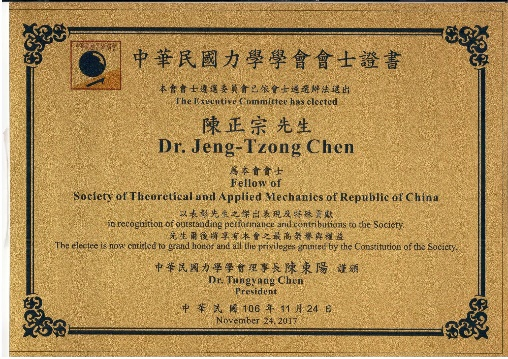 中華民國力學學會會士證書
本會會士遴選委員會已依會士遴選辦法選出
The Executive Committee has elected
陳正宗 先生
Dr. Jeng-Tzong Chen
為本會會士
Fellow of
Society of Theoretical and Applied Mechanics of Republic of China
以表彰先生之傑出表現及特殊貢獻
in recognition of outstanding performance and contributions to the Society.
先生爾後將享有本會之最高榮譽與權益
The electee is now entitled to grand honor and all the privileges granted by the Constitution of the Society.
中華民國力學學會理事長 陳東陽 謹頒
Dr. Tungyang Chen
President
中華民國 106 年 11 月 24 日
November 24, 2017